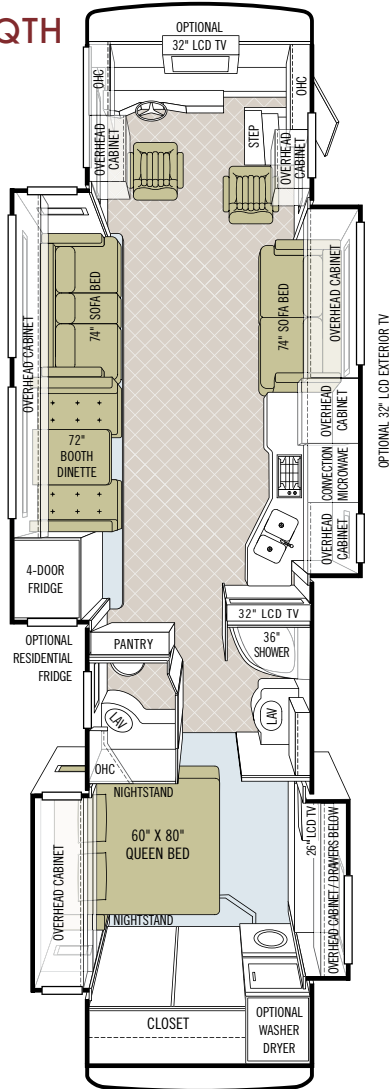 QTH
OPTIONAL
32" LCD TV
OHC
OHC
OVERHEAD
CABINET
STEP
OVERHEAD
CABINET
OVERHEAD CABINET
74" SOFA BED
74" SOFA BED
OVERHEAD CABINET
OPTIONAL 32" LCD EXTERIOR TV
72"
BOOTH
DINETTE
OVERHEAD
CABINET
CONVECTION
MICROWAVE
OVERHEAD
CABINET
4-DOOR
FRIDGE
OPTIONAL
RESIDENTIAL
FRIDGE
PANTRY
32" LCD TV
36"
SHOWER
LAV
LAV
OHC
NIGHTSTAND
60" X 80"
QUEEN BED
NIGHTSTAND
OVERHEAD CABINET
26" LCD TV
OVERHEAD CABINET / DRAWERS BELOW
CLOSET
OPTIONAL
WASHER
DRYER